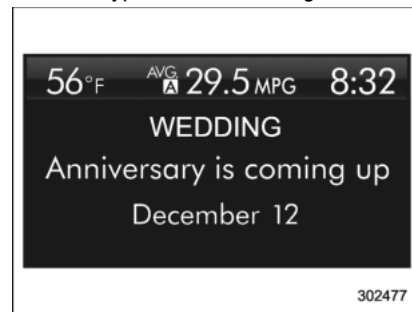 56°F AVG. A 29.5 MPG 8:32
WEDDING
Anniversary is coming up
December 12
302477